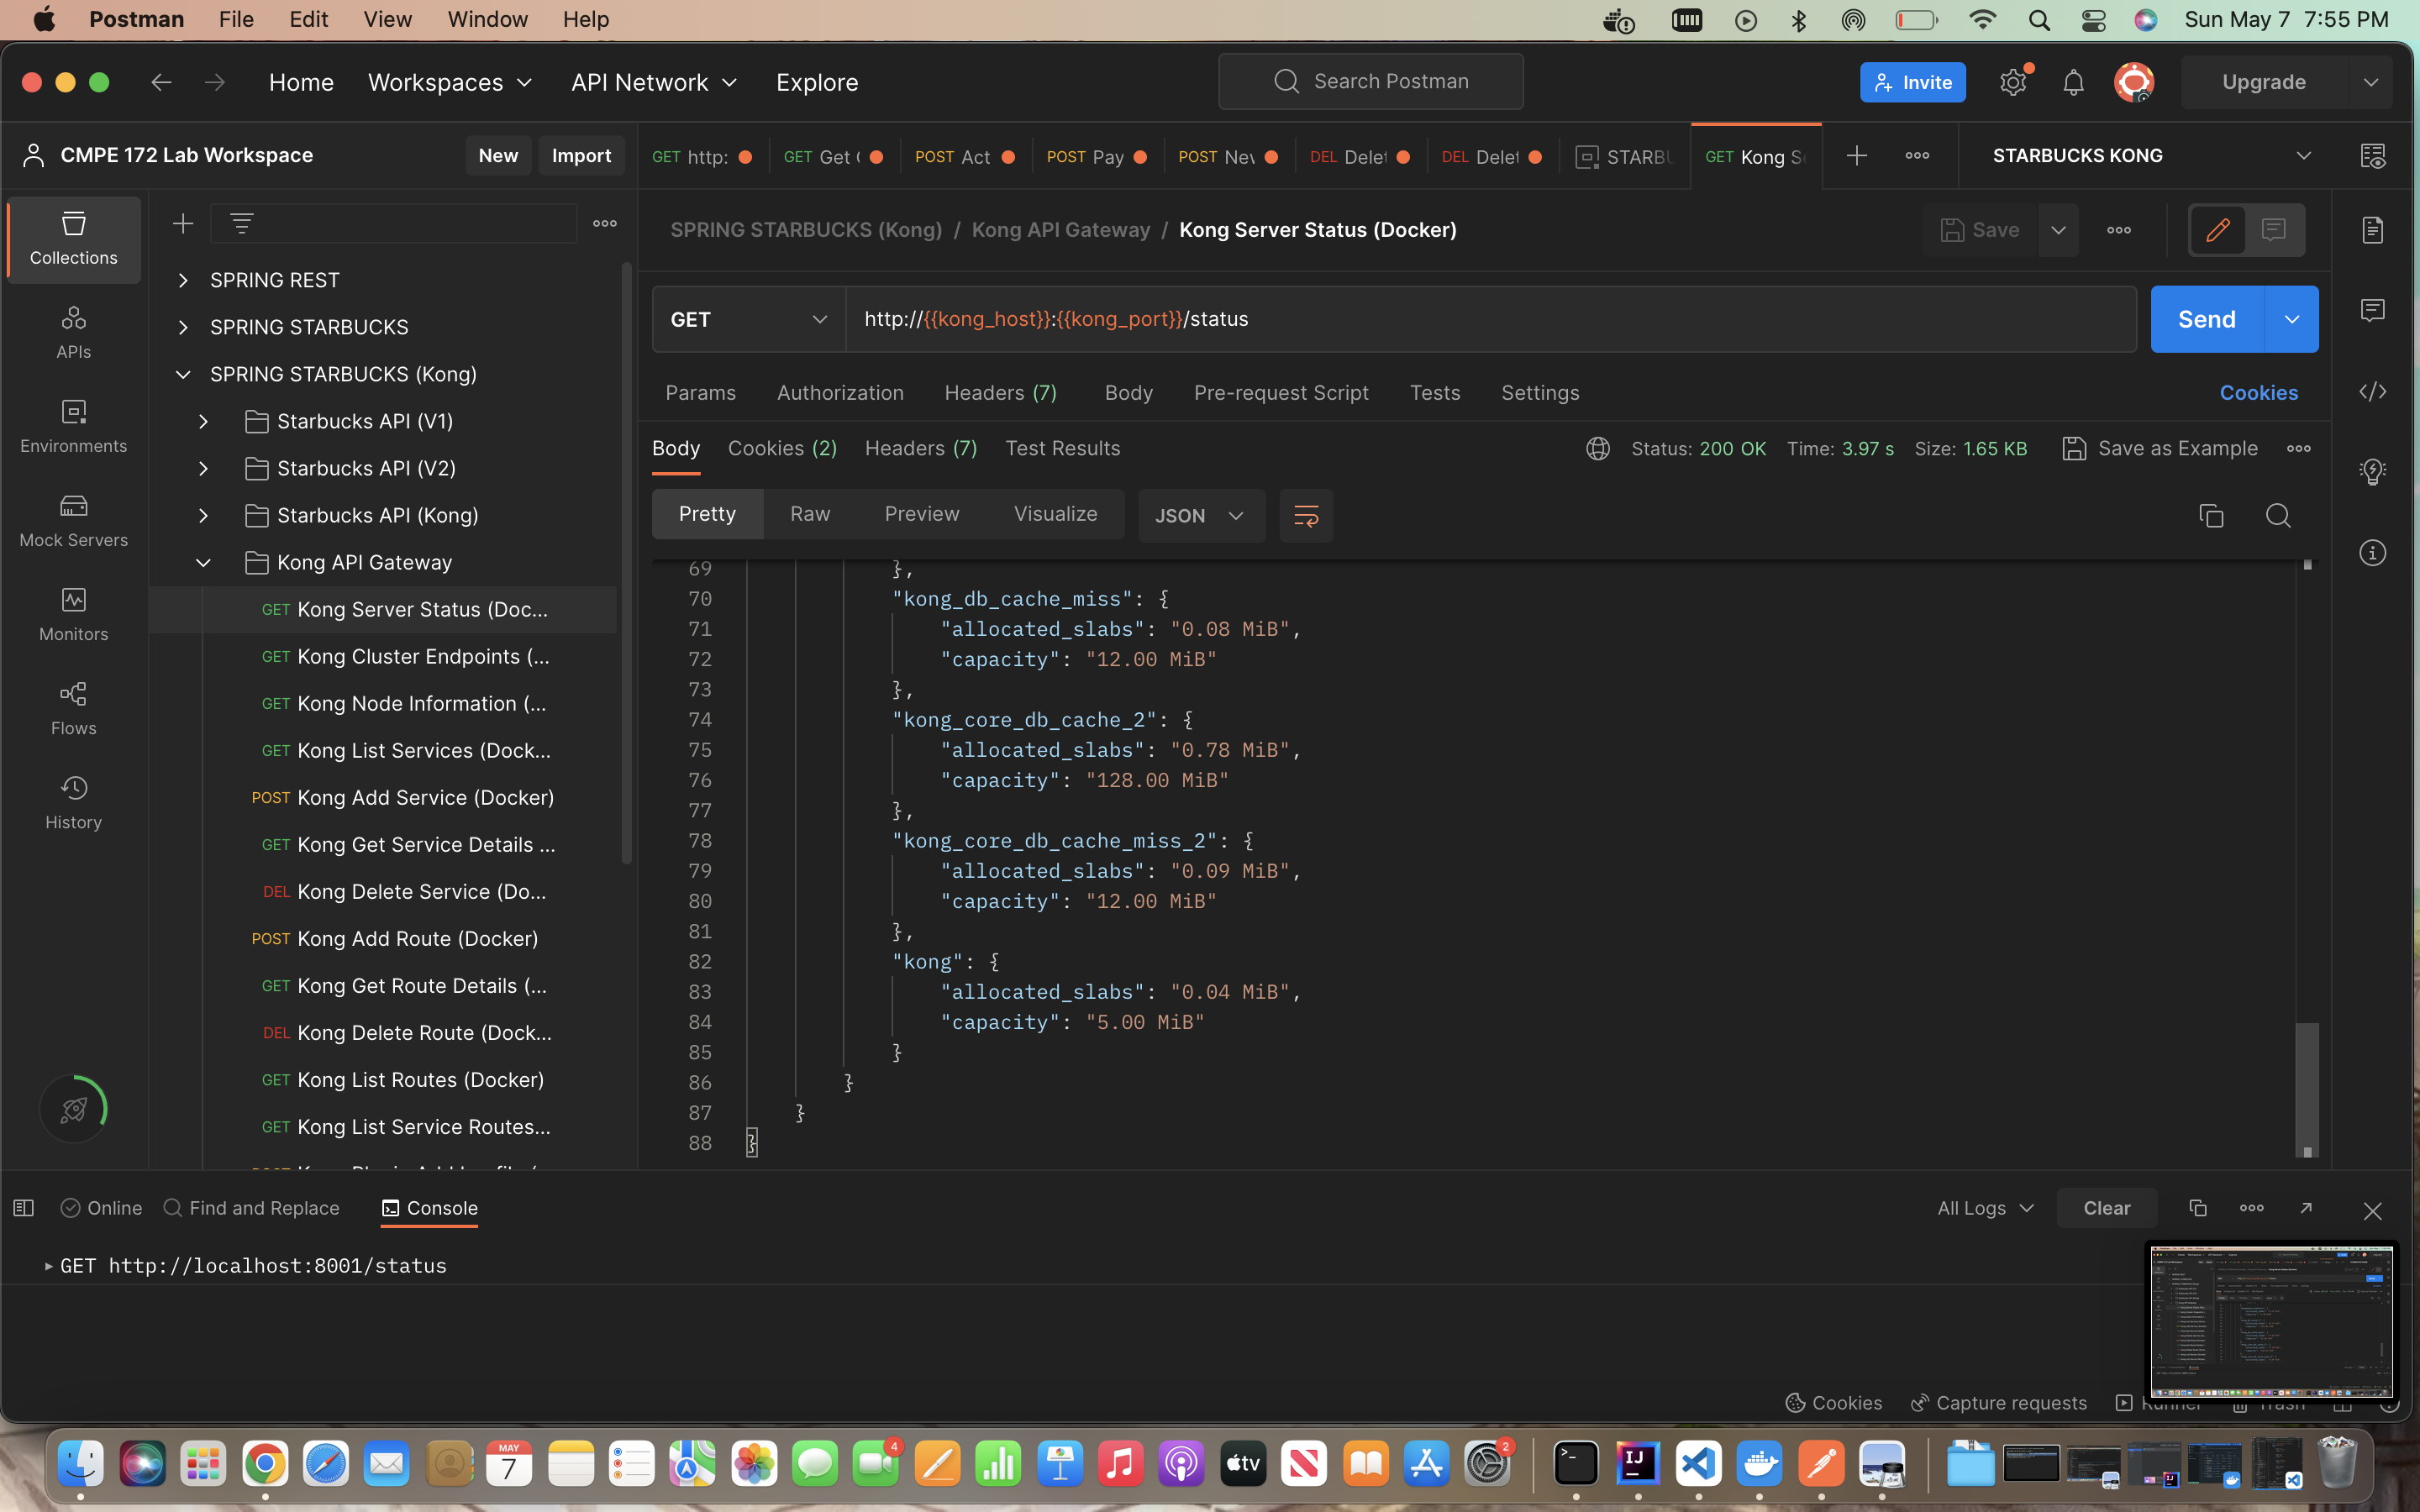 Postman File Edit View Window Help
Sun May 7 7:55 PM
Home Workspaces API Network Explore
Search Postman
Invite
Upgrade
CMPE 172 Lab Workspace
New Import
GET http:
GET Get
POST Act
POST Pay
POST Nev
DEL Delet
DEL Delet
STARBU
GET Kong S
STARBUCKS KONG
SPRING STARBUCKS (Kong) / Kong API Gateway / Kong Server Status (Docker)
Save
GET
http://{{kong_host}}:{{kong_port}}/status
Send
Params Authorization Headers (7) Body Pre-request Script Tests Settings
Cookies
Body Cookies (2) Headers (7) Test Results
Status: 200 OK Time: 3.97 s Size: 1.65 KB
Save as Example
Pretty Raw Preview Visualize
JSON
Collections
APIs
Environments
Mock Servers
Monitors
Flows
History
SPRING REST
SPRING STARBUCKS
SPRING STARBUCKS (Kong)
Starbucks API (V1)
Starbucks API (V2)
Starbucks API (Kong)
Kong API Gateway
GET Kong Server Status (Doc...
GET Kong Cluster Endpoints (...
GET Kong Node Information (...
GET Kong List Services (Dock...
POST Kong Add Service (Docker)
GET Kong Get Service Details ...
DEL Kong Delete Service (Do...
POST Kong Add Route (Docker)
GET Kong Get Route Details (...
DEL Kong Delete Route (Dock...
GET Kong List Routes (Docker)
GET Kong List Service Routes...
69 },
70 "kong_db_cache_miss": {
71 "allocated_slabs": "0.08 MiB",
72 "capacity": "12.00 MiB"
73 },
74 "kong_core_db_cache_2": {
75 "allocated_slabs": "0.78 MiB",
76 "capacity": "128.00 MiB"
77 },
78 "kong_core_db_cache_miss_2": {
79 "allocated_slabs": "0.09 MiB",
80 "capacity": "12.00 MiB"
81 },
82 "kong": {
83 "allocated_slabs": "0.04 MiB",
84 "capacity": "5.00 MiB"
85 }
86 }
87 }
88 }
Online Find and Replace Console
All Logs Clear
GET http://localhost:8001/status
Cookies Capture requests Runner Trash
MAY
7
4
tv
2
IJ